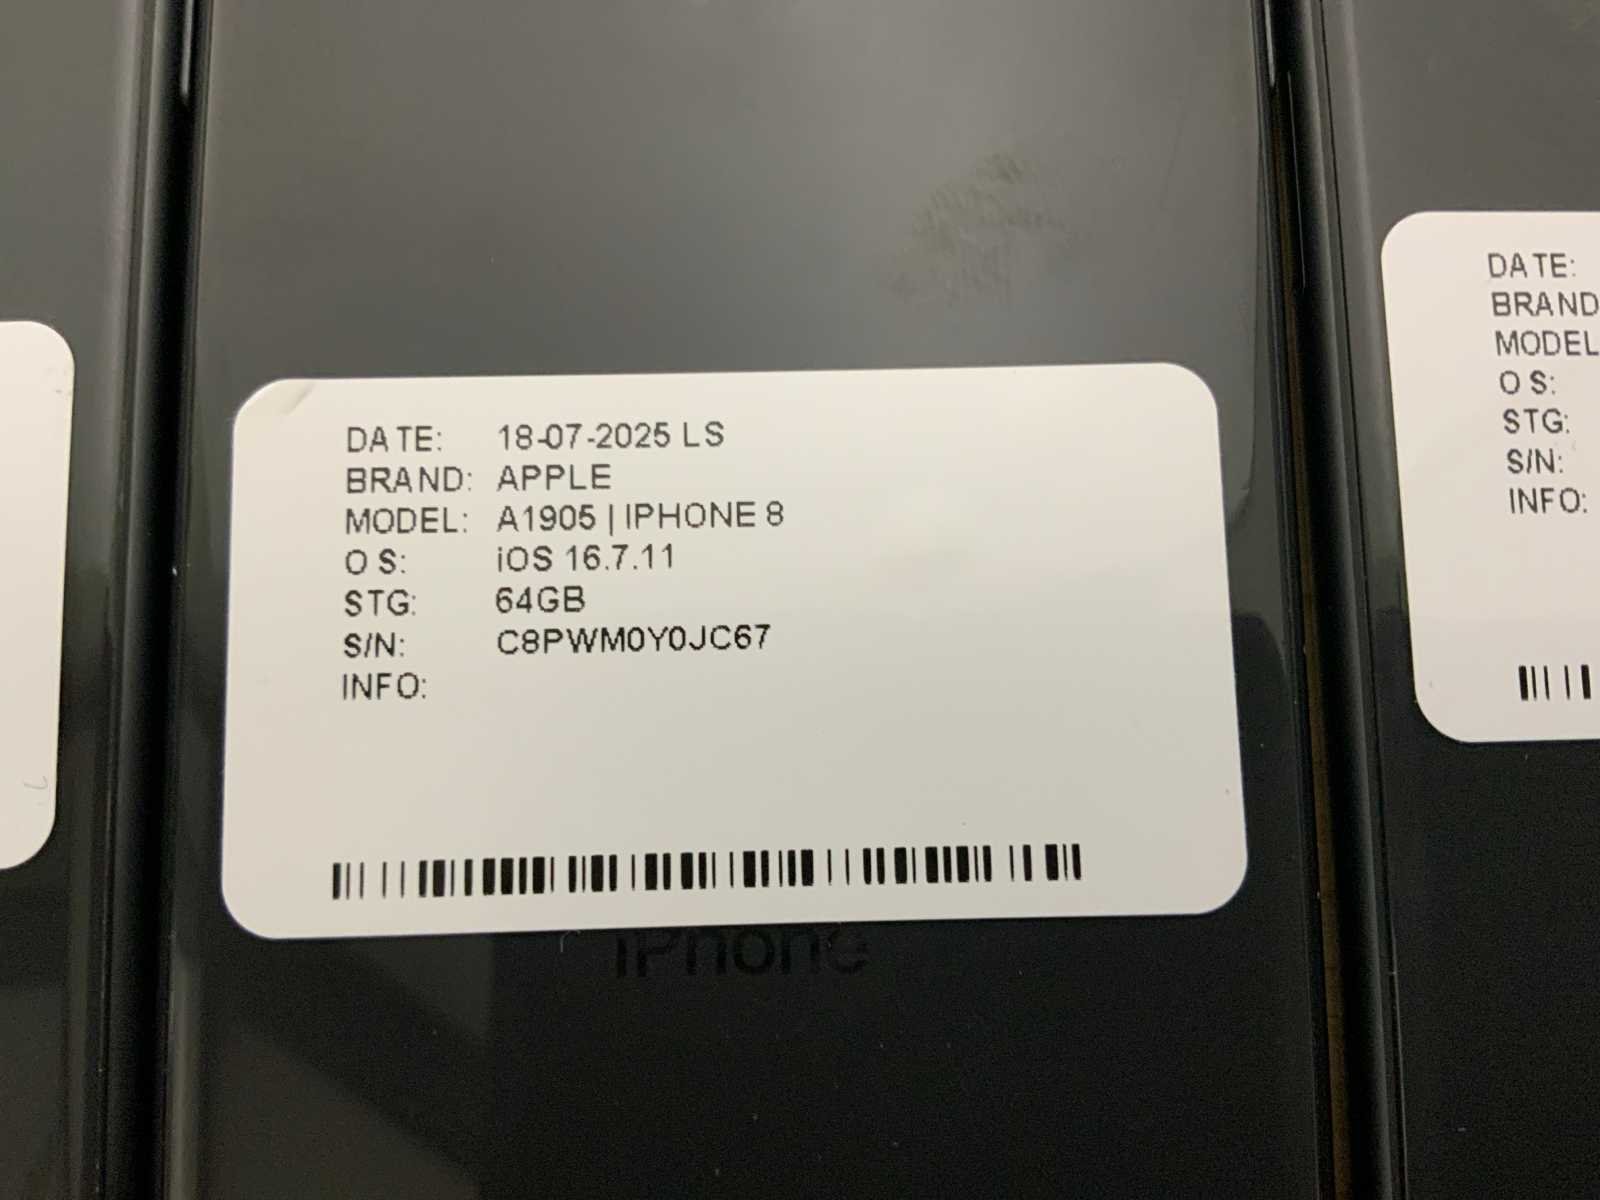 DATE: 18-07-2025 LS
BRAND: APPLE
MODEL: A1905 | IPHONE 8
O S: iOS 16.7.11
STG: 64GB
S/N: C8PWM0Y0JC67
INFO:
iPhone
DATE:
BRAND
MODEL
O S:
STG:
S/N:
INFO: